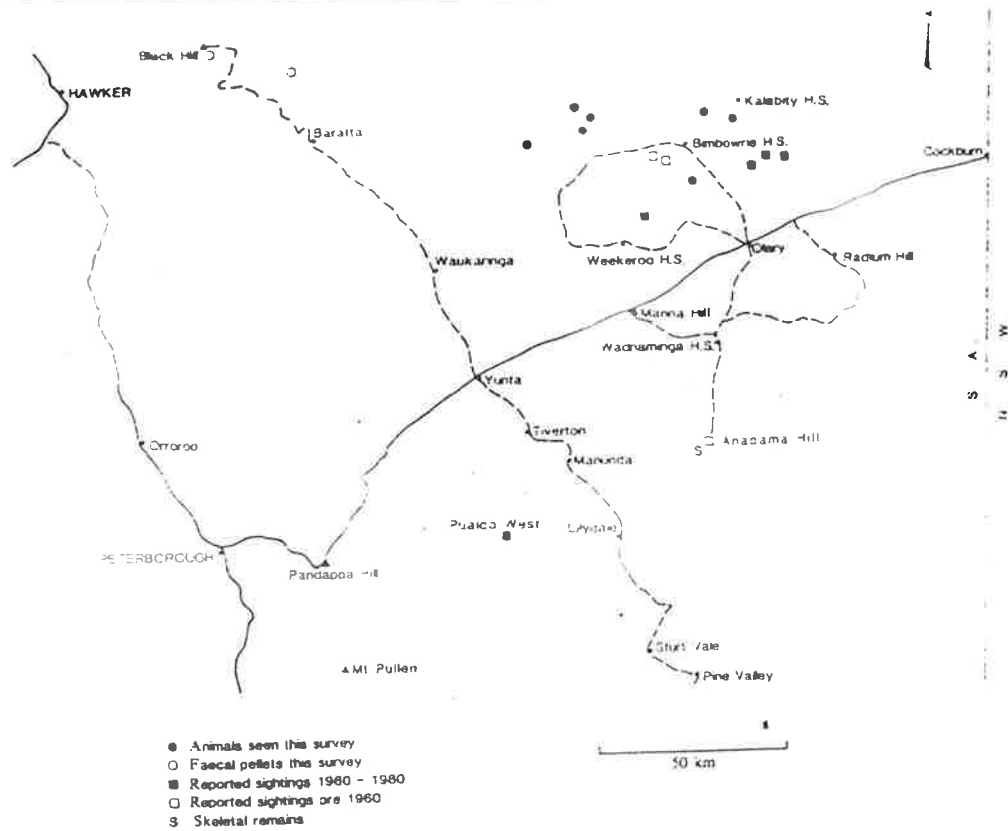 Black Hill
HAWKER
Kalabity H.S.
Baratta
Bimbowrie H.S.
Cockburn
Waukaringa
Weekeroo H.S.
Olary
Radium Hill
Manna Hill
Wadnaminga H.S.
S A
N S W
Yunta
Tiverton
Orroroo
Anabama Hill
S
Manunda
Pualco West
Lilydale
PETERBOROUGH
Pandappa Hill
Sturt Vale
Mt Pullen
Pine Valley
Animals seen this survey
Faecal pellets this survey
Reported sightings 1960 - 1980
Reported sightings pre 1960
S Skeletal remains
50 km